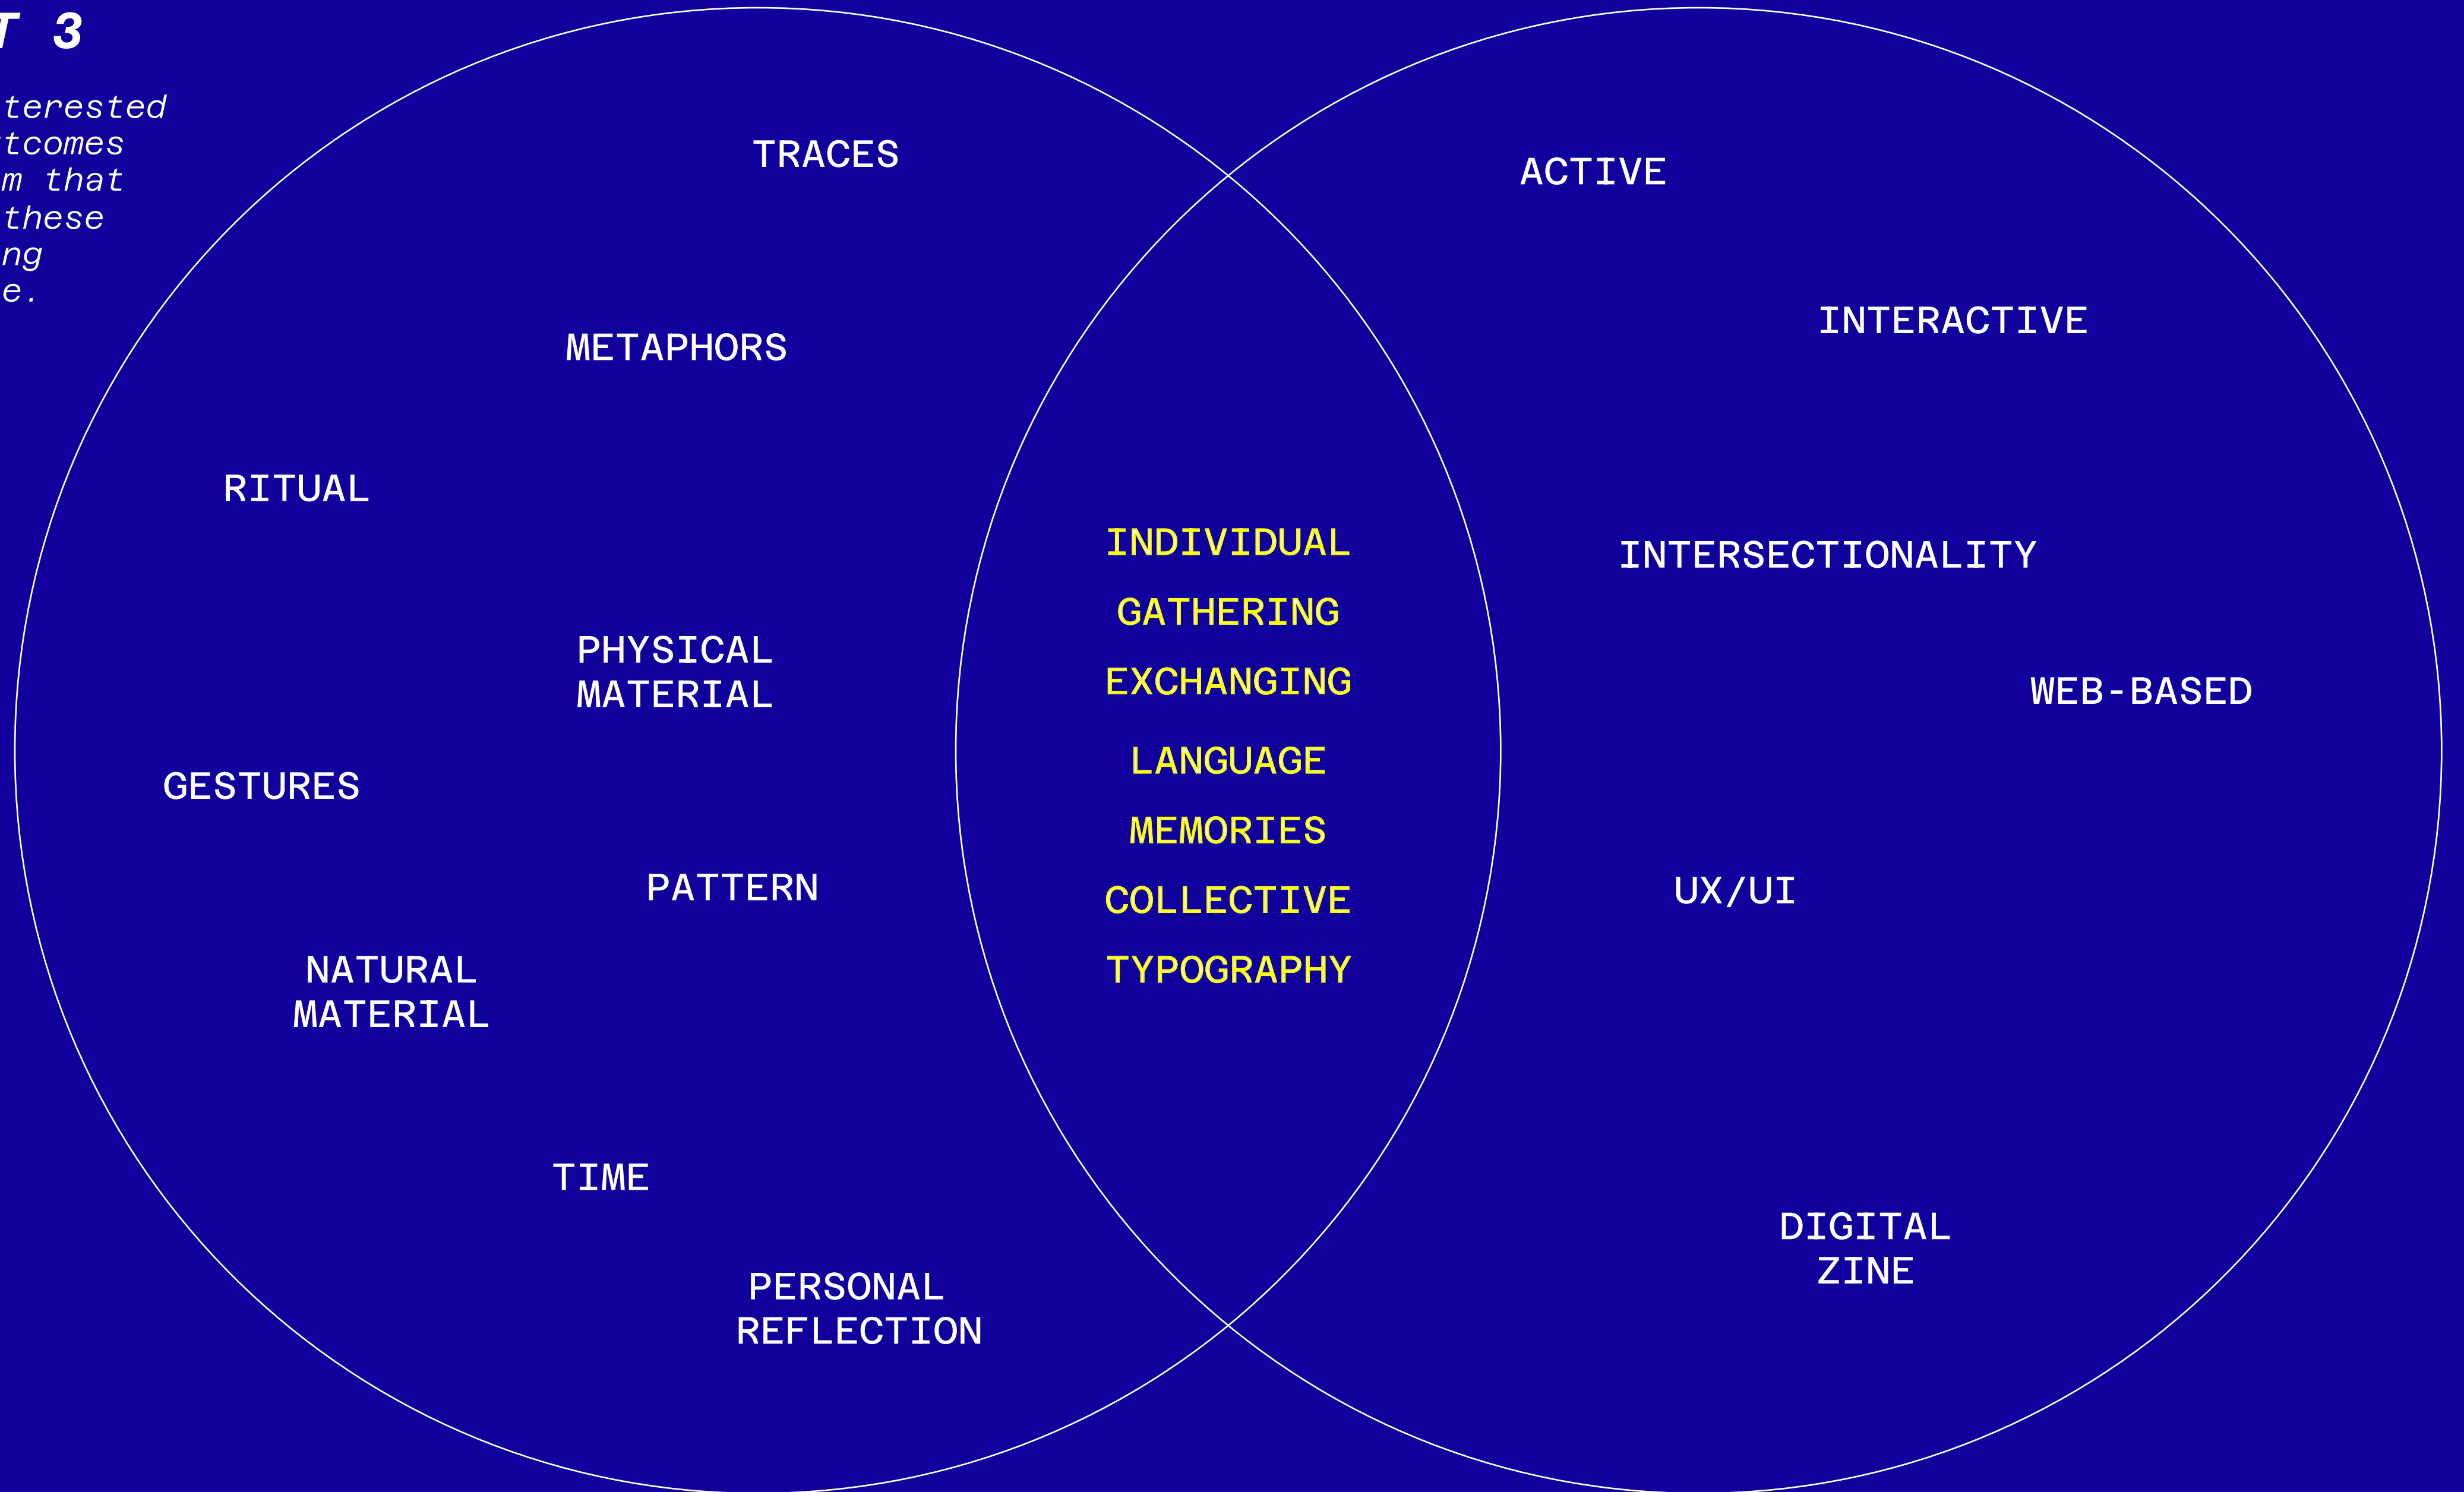 T 3
terested
tcomes
m that
these
ng
e.
TRACES
METAPHORS
RITUAL
PHYSICAL
MATERIAL
GESTURES
PATTERN
NATURAL
MATERIAL
TIME
PERSONAL
REFLECTION
INDIVIDUAL
GATHERING
EXCHANGING
LANGUAGE
MEMORIES
COLLECTIVE
TYPOGRAPHY
ACTIVE
INTERACTIVE
INTERSECTIONALITY
WEB-BASED
UX/UI
DIGITAL
ZINE